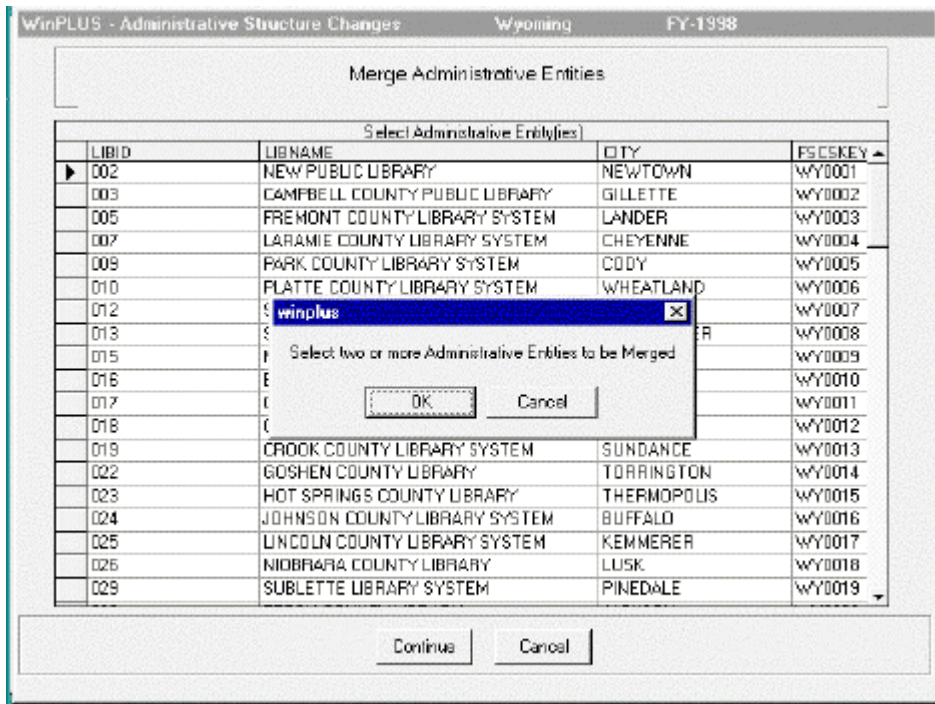 WinPLUS - Administrative Structure Changes Wyoming FY-1998
Merge Administrative Entities
Select Administrative Entity(ies)
LIBID LIBNAME CITY FSCSKEY
002 NEW PUBLIC LIBRARY NEWTOWN WY0001
003 CAMPBELL COUNTY PUBLIC LIBRARY GILLETTE WY0002
005 FREMONT COUNTY LIBRARY SYSTEM LANDER WY0003
007 LARAMIE COUNTY LIBRARY SYSTEM CHEYENNE WY0004
009 PARK COUNTY LIBRARY SYSTEM CODY WY0005
010 PLATTE COUNTY LIBRARY SYSTEM WHEATLAND WY0006
012 S WY0007
013 S ER WY0008
015 WY0009
016 WY0010
017 WY0011
018 WY0012
winplus
Select two or more Administrative Entities to be Merged
OK Cancel
019 CROOK COUNTY LIBRARY SYSTEM SUNDANCE WY0013
022 GOSHEN COUNTY LIBRARY TORRINGTON WY0014
023 HOT SPRINGS COUNTY LIBRARY THERMOPOLIS WY0015
024 JOHNSON COUNTY LIBRARY SYSTEM BUFFALO WY0016
025 LINCOLN COUNTY LIBRARY SYSTEM KEMMERER WY0017
026 NIOBRARA COUNTY LIBRARY LUSK WY0018
029 SUBLETTE LIBRARY SYSTEM PINEDALE WY0019
Continue Cancel